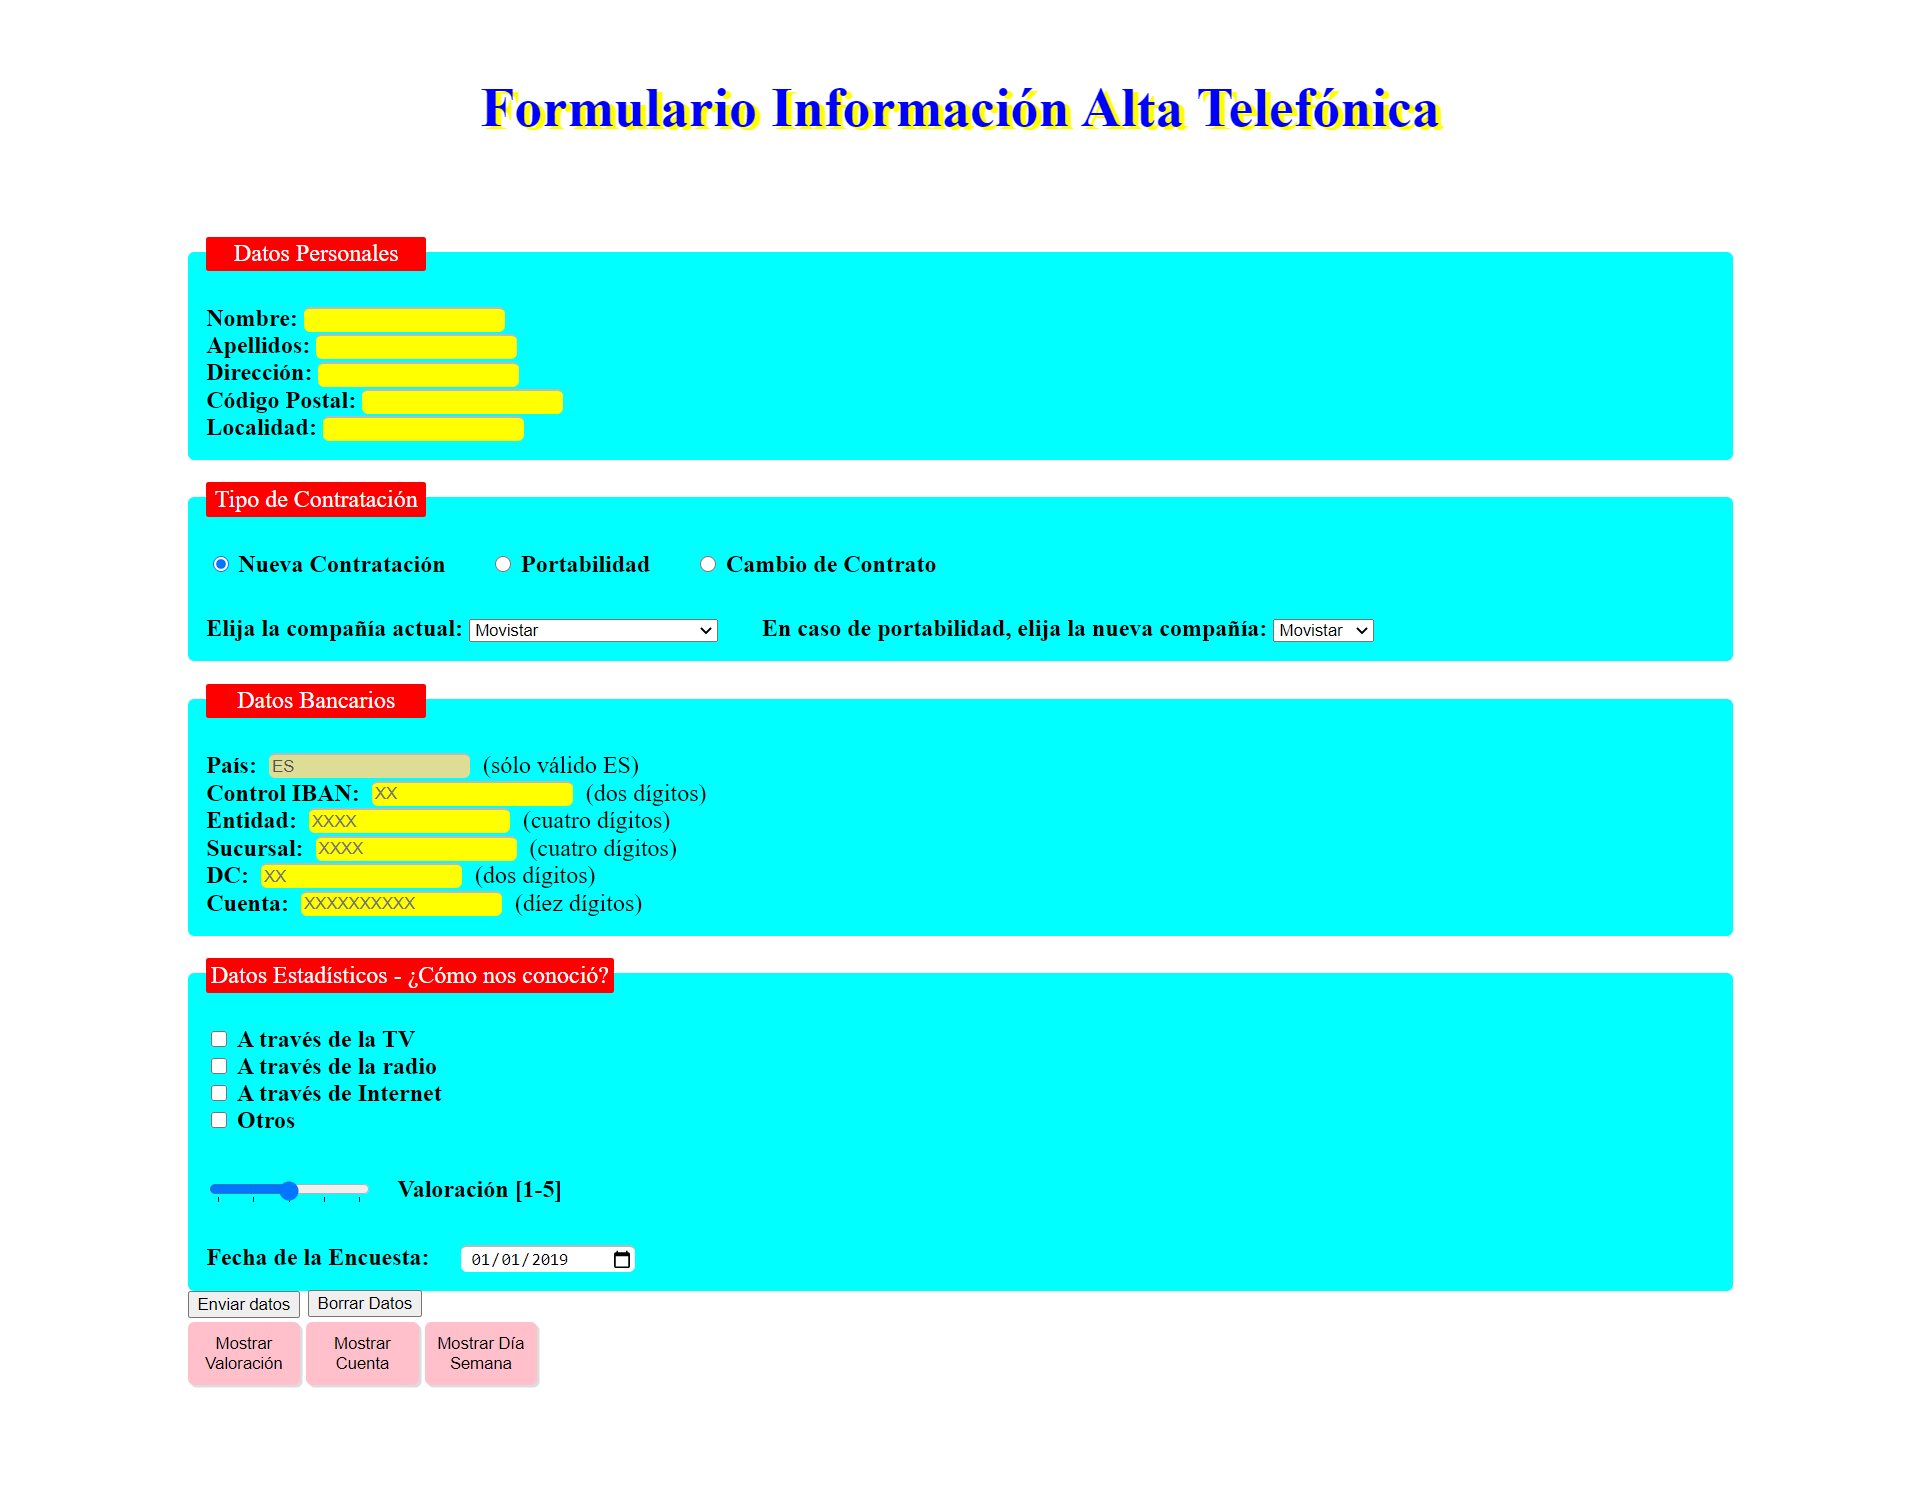 Formulario Información Alta Telefónica
Datos Personales
Nombre:
Apellidos:
Dirección:
Código Postal:
Localidad:
Tipo de Contratación
Nueva Contratación Portabilidad Cambio de Contrato
Elija la compañía actual: Movistar En caso de portabilidad, elija la nueva compañía: Movistar
Datos Bancarios
País: ES (sólo válido ES)
Control IBAN: XX (dos dígitos)
Entidad: XXXX (cuatro dígitos)
Sucursal: XXXX (cuatro dígitos)
DC: XX (dos dígitos)
Cuenta: XXXXXXXXXX (díez dígitos)
Datos Estadísticos - ¿Cómo nos conoció?
A través de la TV
A través de la radio
A través de Internet
Otros
Valoración [1-5]
Fecha de la Encuesta: 01/01/2019
Enviar datos Borrar Datos
Mostrar Valoración
Mostrar Cuenta
Mostrar Día Semana